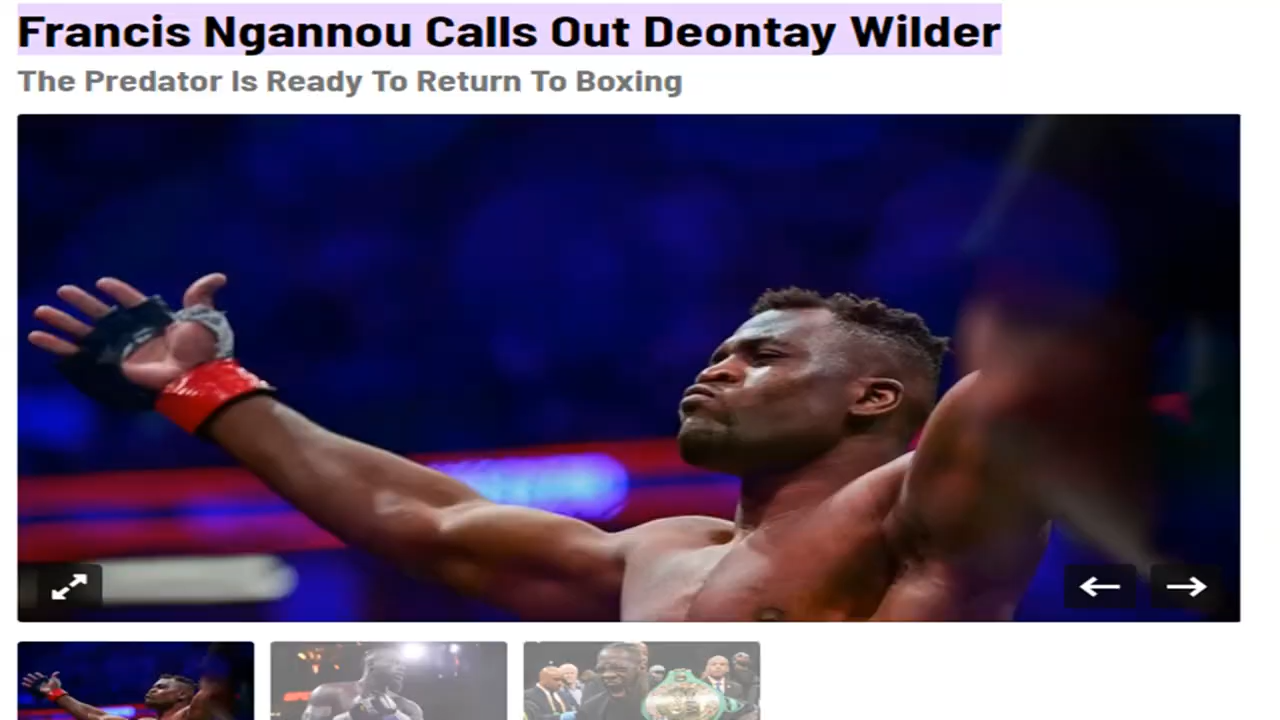 Francis Ngannou Calls Out Deontay Wilder
The Predator Is Ready To Return To Boxing